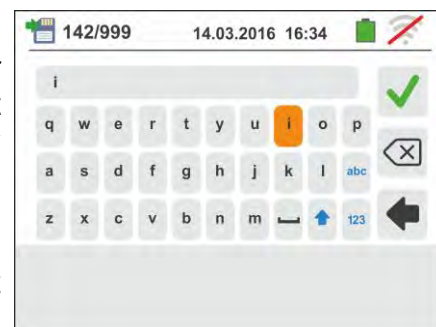 142/999 14.03.2016 16:34
i
q w e r t y u i o p
a s d f g h j k l abc
z x c v b n m 123